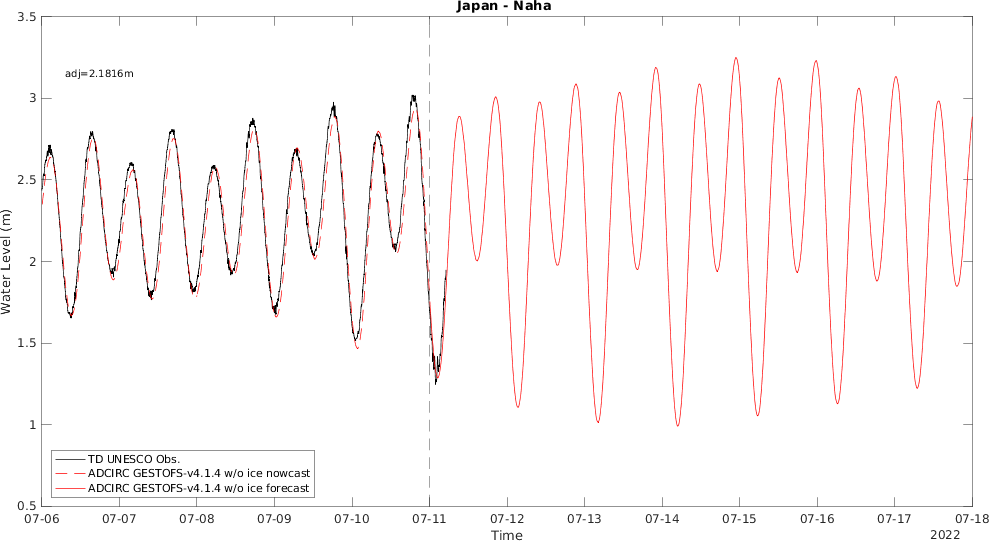 Japan - Naha
3.5
3
2.5
2
1.5
1
0.5
Water Level (m)
adj=2.1816m
TD UNESCO Obs.
ADCIRC GESTOFS-v4.1.4 w/o ice nowcast
ADCIRC GESTOFS-v4.1.4 w/o ice forecast
07-06 07-07 07-08 07-09 07-10 07-11 07-12 07-13 07-14 07-15 07-16 07-17 07-18
Time
2022